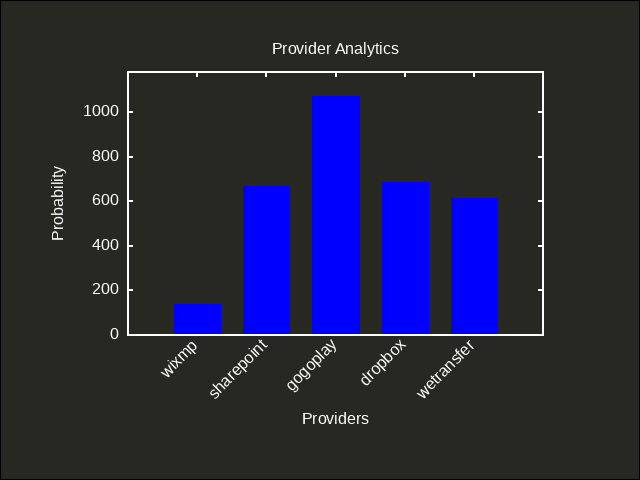 Provider Analytics
1000
800
600
400
200
0
Probability
wixmp
sharepoint
gogoplay
dropbox
wetransfer
Providers